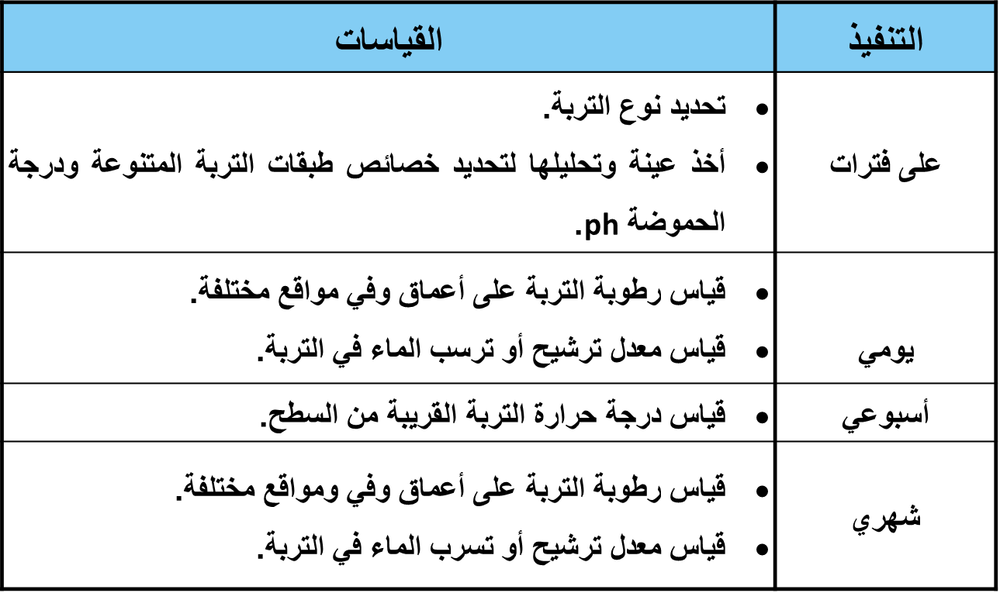 التنفيذ
القياسات
على فترات
• تحديد نوع التربة.
• أخذ عينة وتحليلها لتحديد خصائص طبقات التربة المتنوعة ودرجة
الحموضة ph.
يومي
• قياس رطوبة التربة على أعماق وفي مواقع مختلفة.
• قياس معدل ترشيح أو ترسب الماء في التربة.
أسبوعي
• قياس درجة حرارة التربة القريبة من السطح.
شهري
• قياس رطوبة التربة على أعماق وفي ومواقع مختلفة.
• قياس معدل ترشيح أو تسرب الماء في التربة.